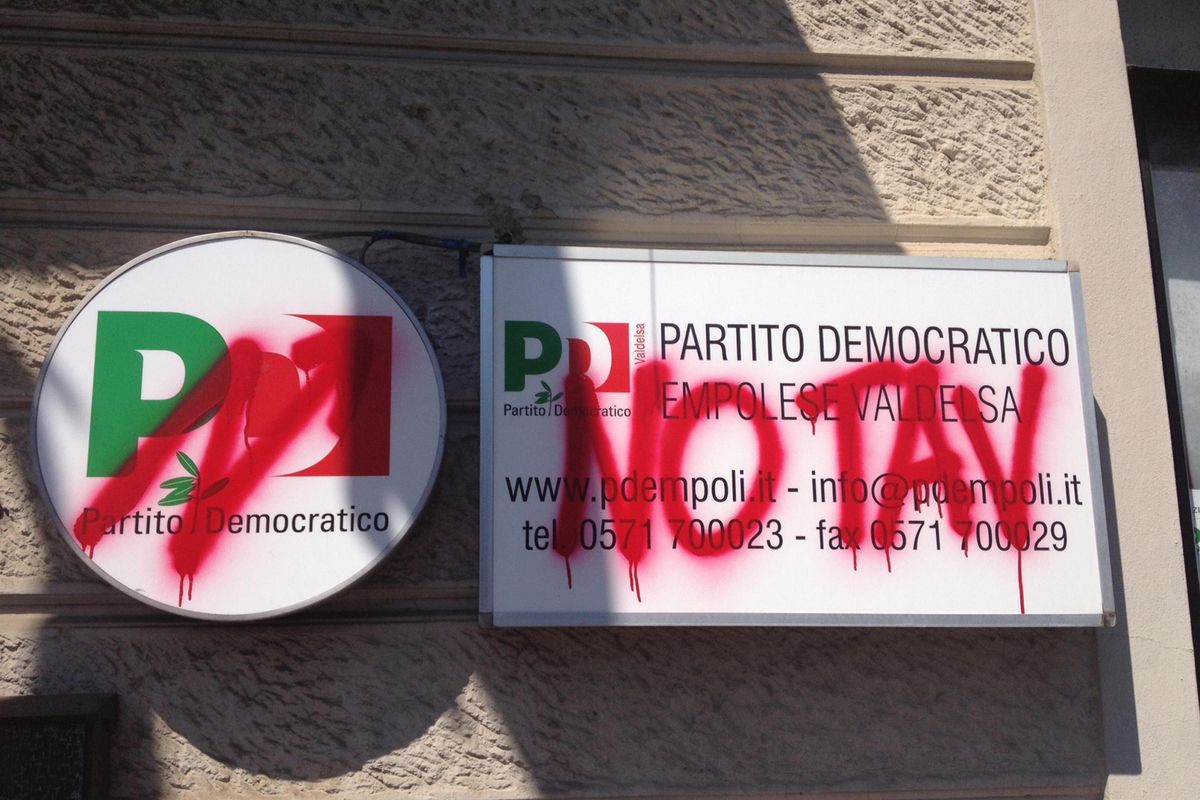 PD
Partito Democratico
PD
Valdelsa
Partito Democratico
PARTITO DEMOCRATICO
EMPOLESE VALDELSA
www.pdempoli.it - info@pdempoli.it
tel. 0571 700023 - fax 0571 700029
NO TAV